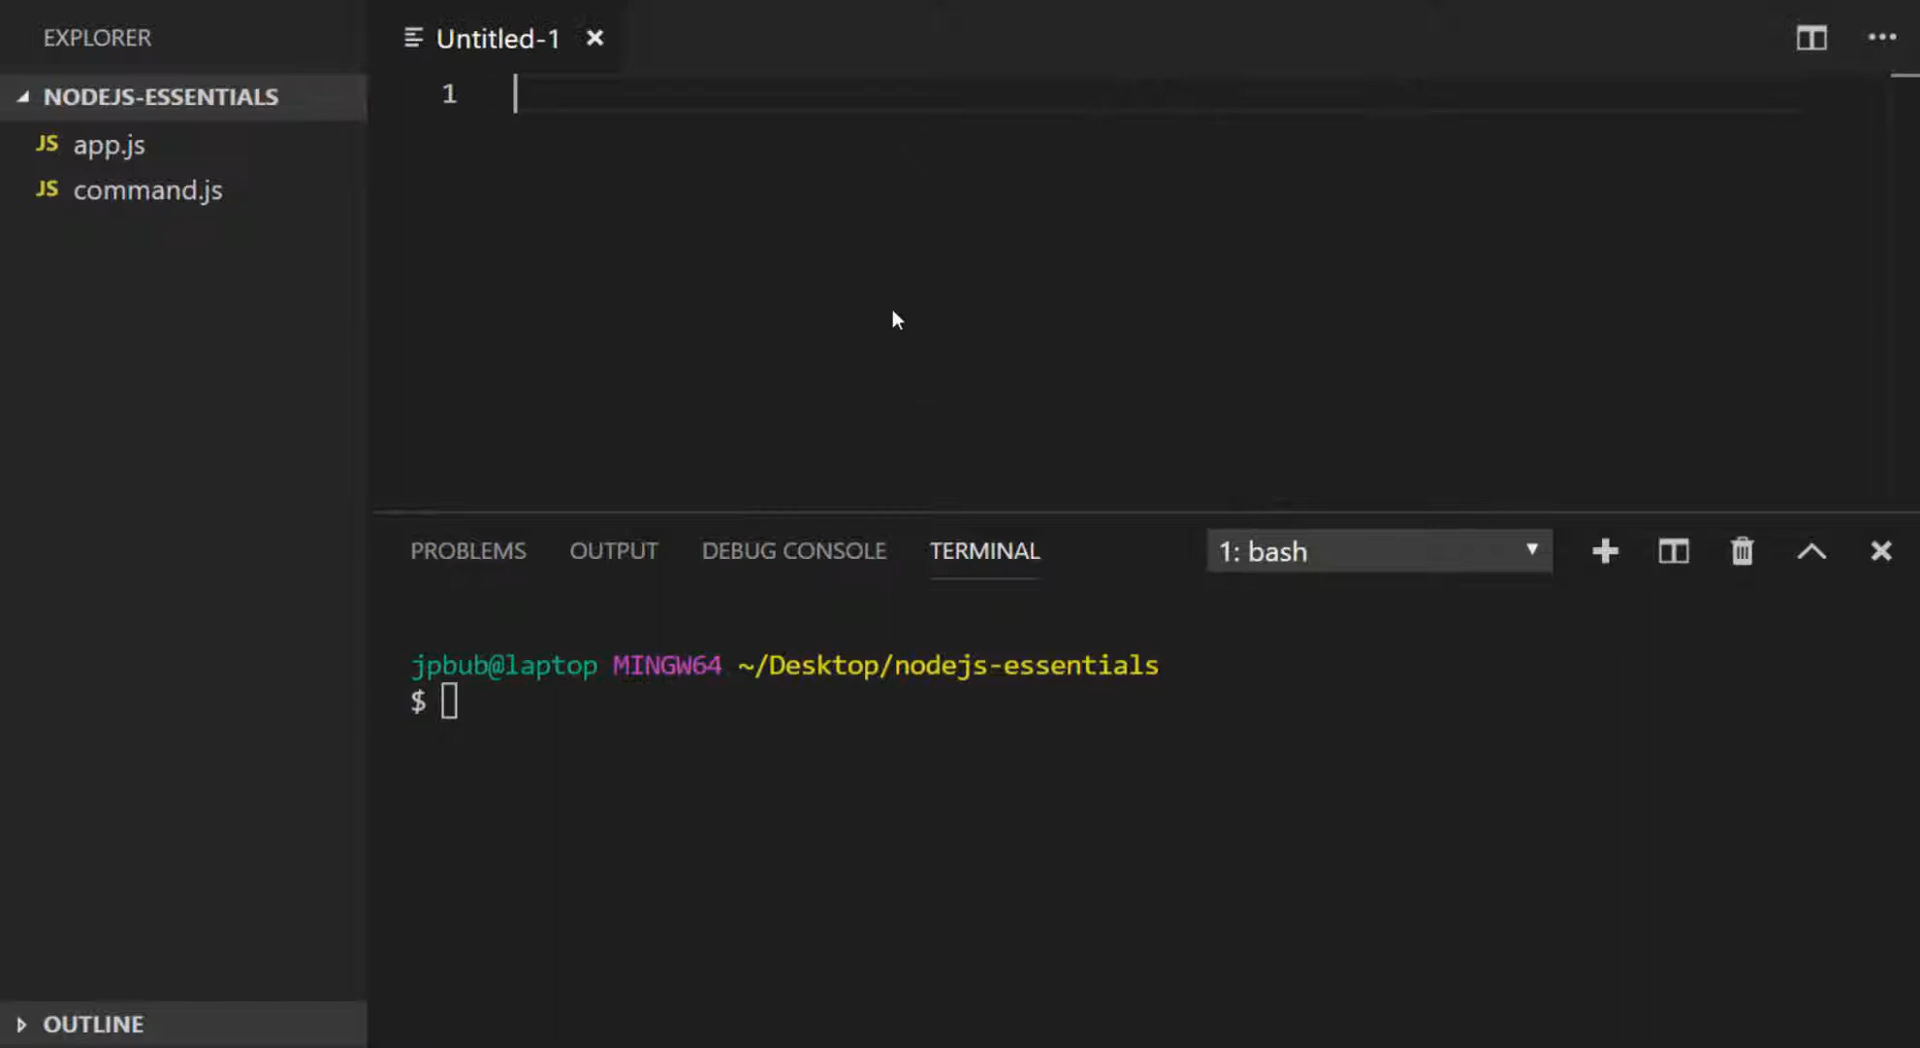 EXPLORER
NODEJS-ESSENTIALS
JS app.js
JS command.js
OUTLINE
Untitled-1
1
PROBLEMS OUTPUT DEBUG CONSOLE TERMINAL 1: bash
jpbub@laptop MINGW64 ~/Desktop/nodejs-essentials
$